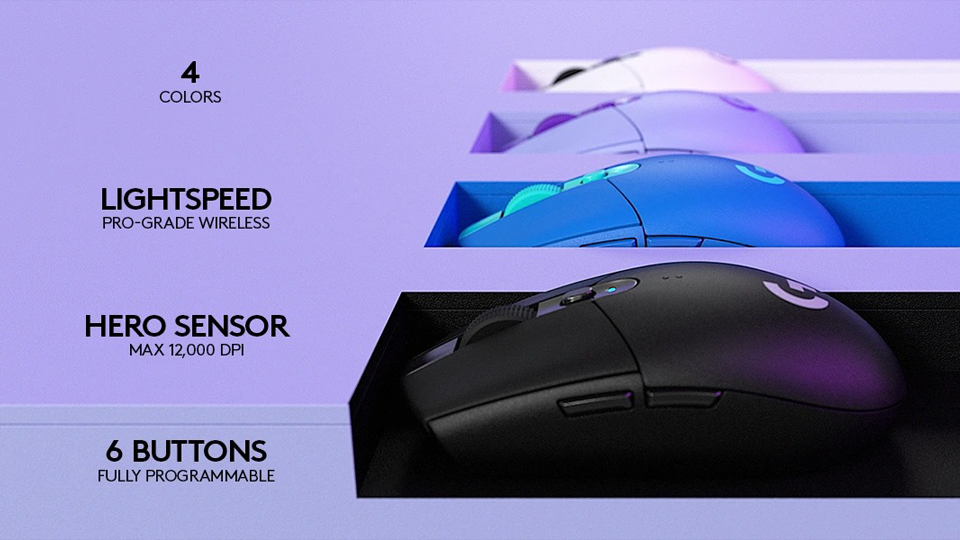 4
COLORS
LIGHTSPEED
PRO-GRADE WIRELESS
HERO SENSOR
MAX 12,000 DPI
6 BUTTONS
FULLY PROGRAMMABLE